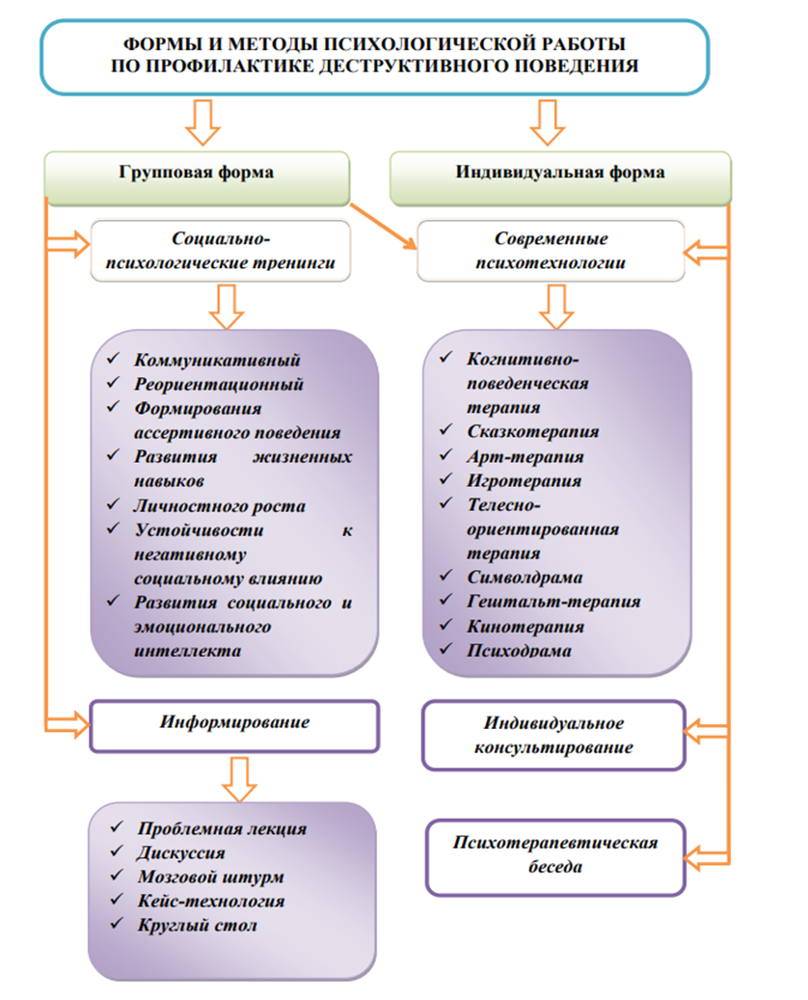 ФОРМЫ И МЕТОДЫ ПСИХОЛОГИЧЕСКОЙ РАБОТЫ
ПО ПРОФИЛАКТИКЕ ДЕСТРУКТИВНОГО ПОВЕДЕНИЯ
Групповая форма
Индивидуальная форма
Социально-
психологические тренинги
Современные
психотехнологии
Коммуникативный
Реориентационный
Формирования
ассертивного поведения
Развития жизненных
навыков
Личностного роста
Устойчивости к
негативному
социальному влиянию
Развития социального и
эмоционального
интеллекта
Когнитивно-
поведенческая
терапия
Сказкотерапия
Арт-терапия
Игротерапия
Телесно-
ориентированная
терапия
Символдрама
Гештальт-терапия
Кинотерапия
Психодрама
Информирование
Индивидуальное
консультирование
Проблемная лекция
Дискуссия
Мозговой штурм
Кейс-технология
Круглый стол
Психотерапевтическая
беседа